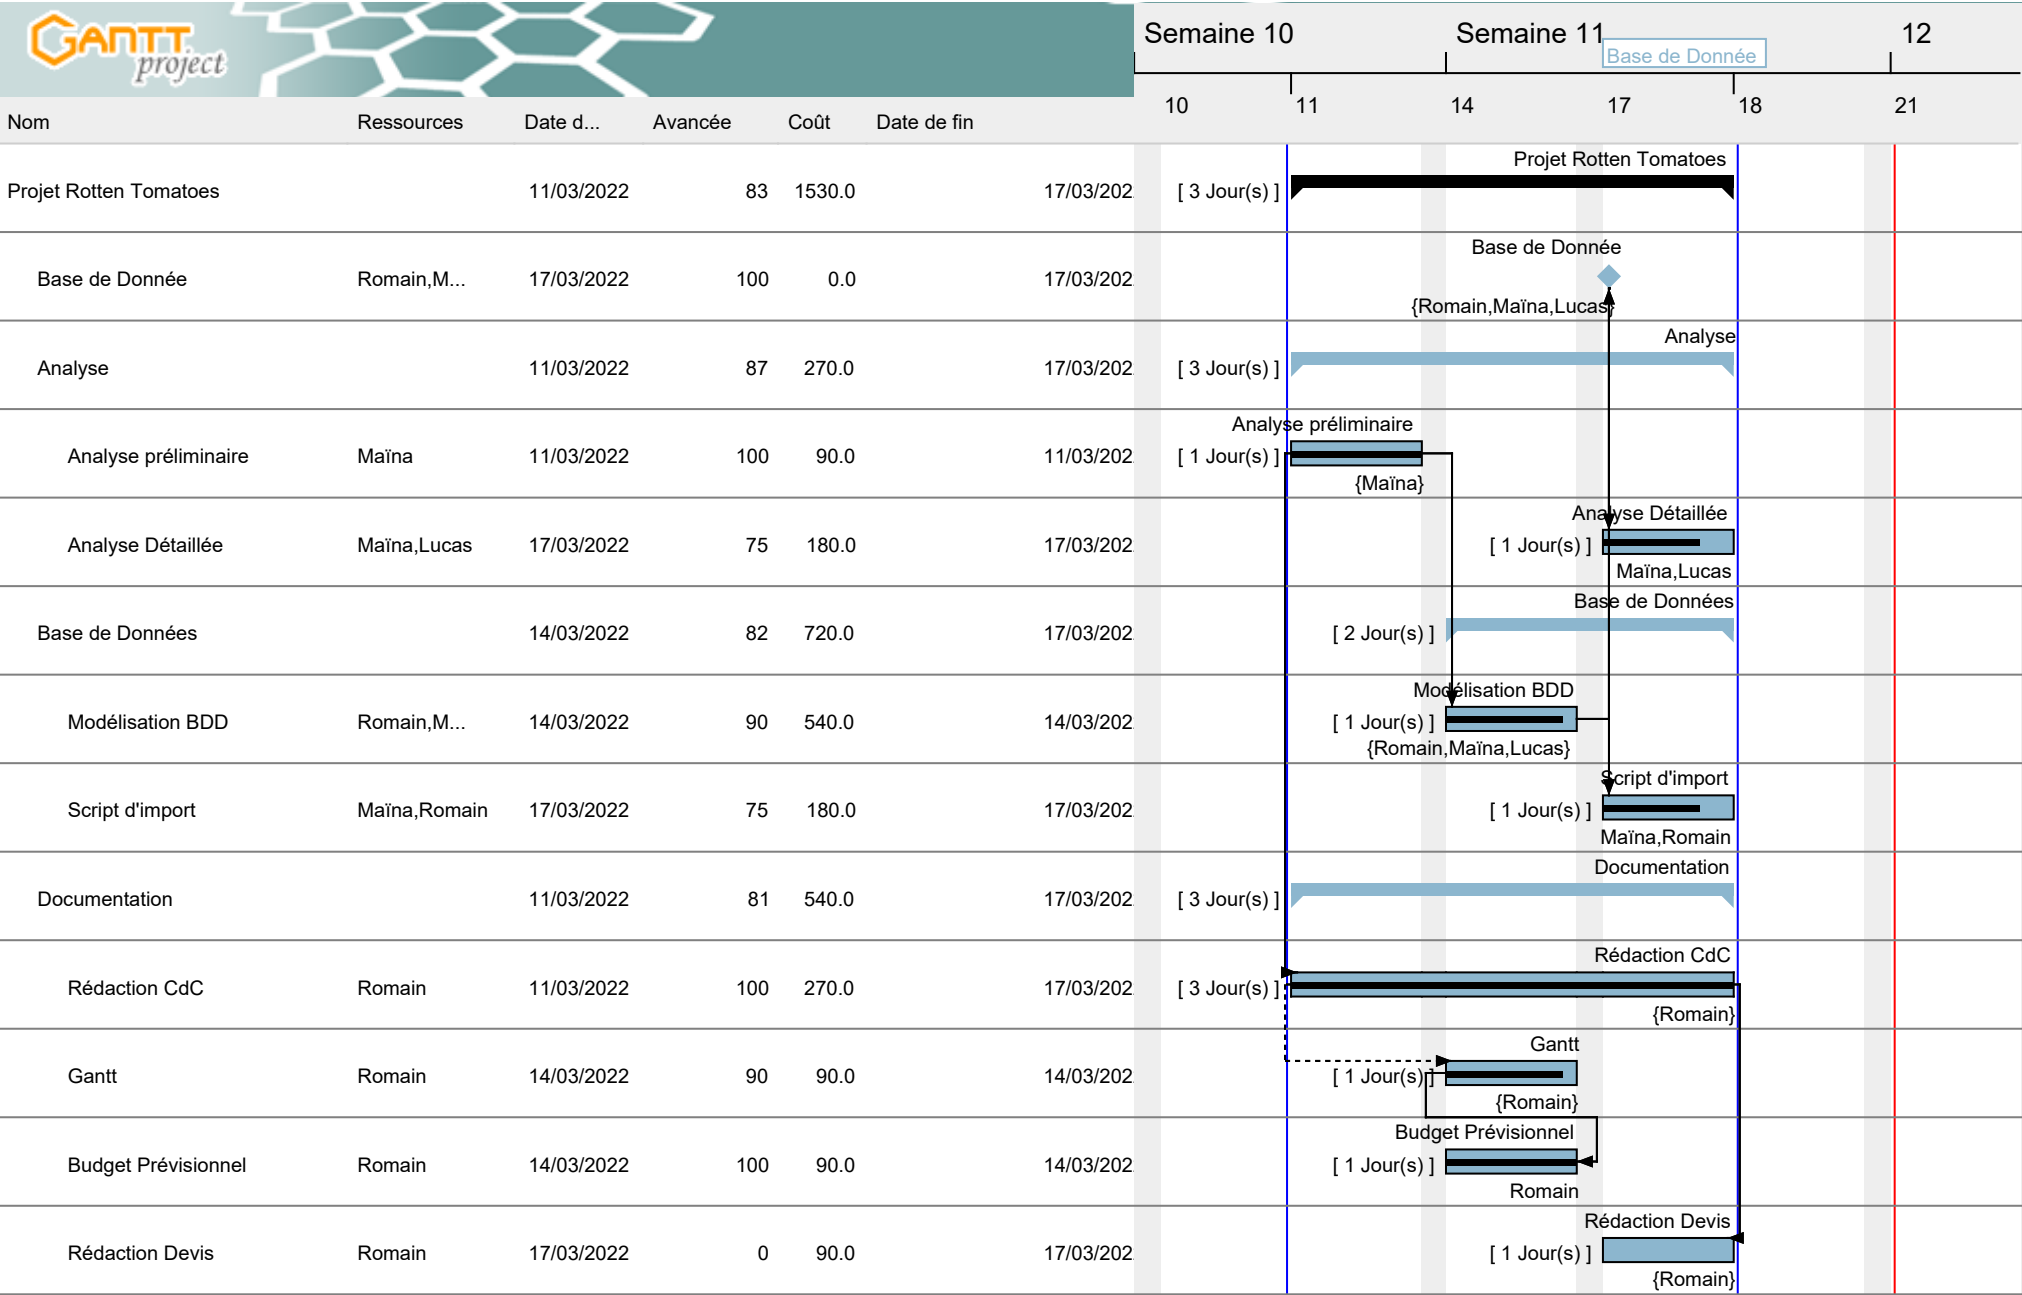 GANTT
project
Semaine 10 Semaine 11 12
Base de Donnée
10 11 14 17 18 21
Nom Ressources Date d... Avancée Coût Date de fin
Projet Rotten Tomatoes
Projet Rotten Tomatoes 11/03/2022 83 1530.0 17/03/202 [ 3 Jour(s) ]
Base de Donnée
Base de Donnée Romain,M... 17/03/2022 100 0.0 17/03/202
{Romain,Maïna,Lucas}
Analyse
Analyse 11/03/2022 87 270.0 17/03/202 [ 3 Jour(s) ]
Analyse préliminaire
Analyse préliminaire Maïna 11/03/2022 100 90.0 11/03/202 [ 1 Jour(s) ]
{Maïna}
Analyse Détaillée
Analyse Détaillée Maïna,Lucas 17/03/2022 75 180.0 17/03/202 [ 1 Jour(s) ]
Maïna,Lucas
Base de Données
Base de Données 14/03/2022 82 720.0 17/03/202 [ 2 Jour(s) ]
Modélisation BDD
Modélisation BDD Romain,M... 14/03/2022 90 540.0 14/03/202 [ 1 Jour(s) ]
{Romain,Maïna,Lucas}
Script d'import
Script d'import Maïna,Romain 17/03/2022 75 180.0 17/03/202 [ 1 Jour(s) ]
Maïna,Romain
Documentation
Documentation 11/03/2022 81 540.0 17/03/202 [ 3 Jour(s) ]
Rédaction CdC
Rédaction CdC Romain 11/03/2022 100 270.0 17/03/202 [ 3 Jour(s) ]
{Romain}
Gantt
Gantt Romain 14/03/2022 90 90.0 14/03/202 [ 1 Jour(s) ]
{Romain}
Budget Prévisionnel
Budget Prévisionnel Romain 14/03/2022 100 90.0 14/03/202 [ 1 Jour(s) ]
Romain
Rédaction Devis
Rédaction Devis Romain 17/03/2022 0 90.0 17/03/202 [ 1 Jour(s) ]
{Romain}